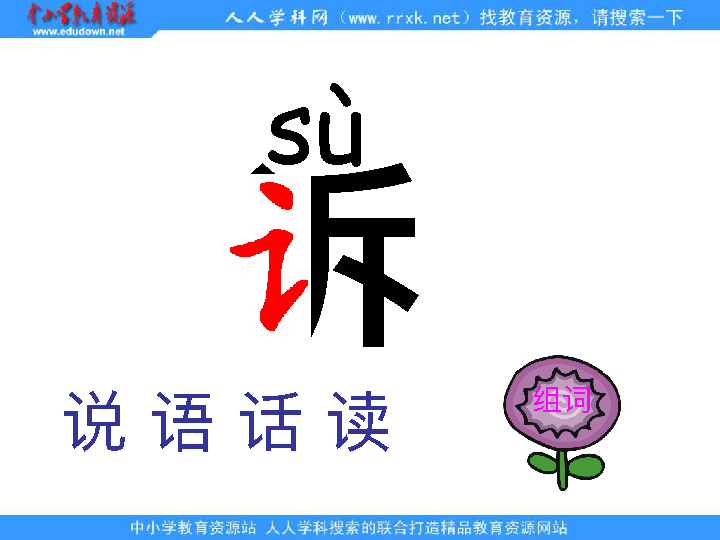 中小学教育资源
www.edudown.net
人人学科网（www.rrxk.net）找教育资源，请搜索一下
sù
诉
说 语 话 读
组词
中小学教育资源站 人人学科搜索的联合打造精品教育资源网站